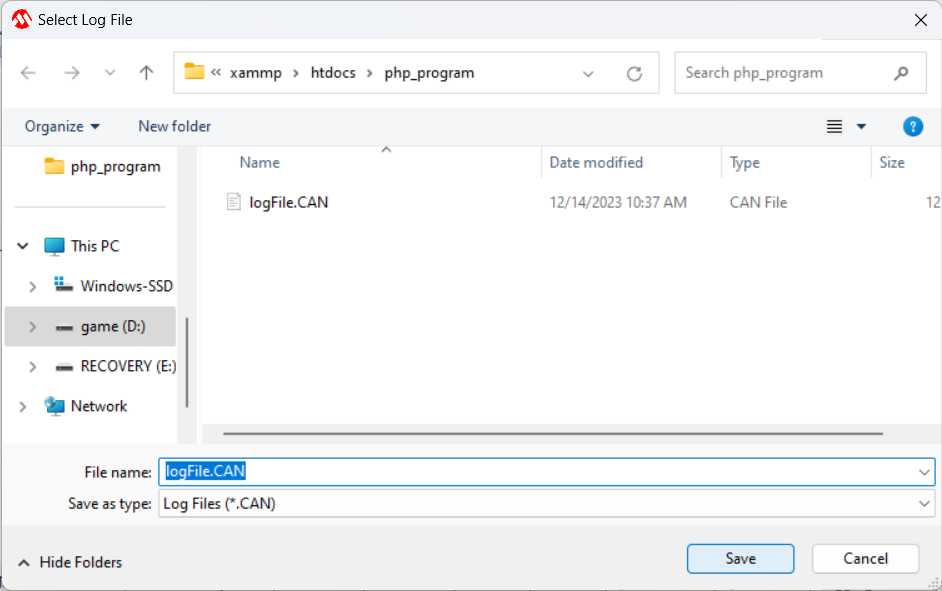 Select Log File
« xammp > htdocs > php_program
Search php_program
Organize
New folder
?
php_program
This PC
Windows-SSD
game (D:)
RECOVERY (E:)
Network
Name Date modified Type Size
logFile.CAN 12/14/2023 10:37 AM CAN File 12
File name: logFile.CAN
Save as type: Log Files (*.CAN)
Hide Folders
Save
Cancel